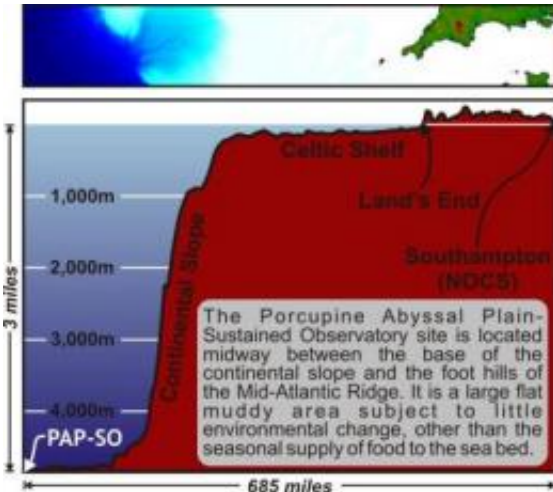 Celtic Shelf
Land's End
Southampton
(NOCS)
1,000m
2,000m
3,000m
4,000m
3 miles
Continental Slope
PAP-SO
The Porcupine Abyssal Plain-
Sustained Observatory site is located
midway between the base of the
continental slope and the foot hills of
the Mid-Atlantic Ridge. It is a large flat
muddy area subject to little
environmental change, other than the
seasonal supply of food to the sea bed.
685 miles